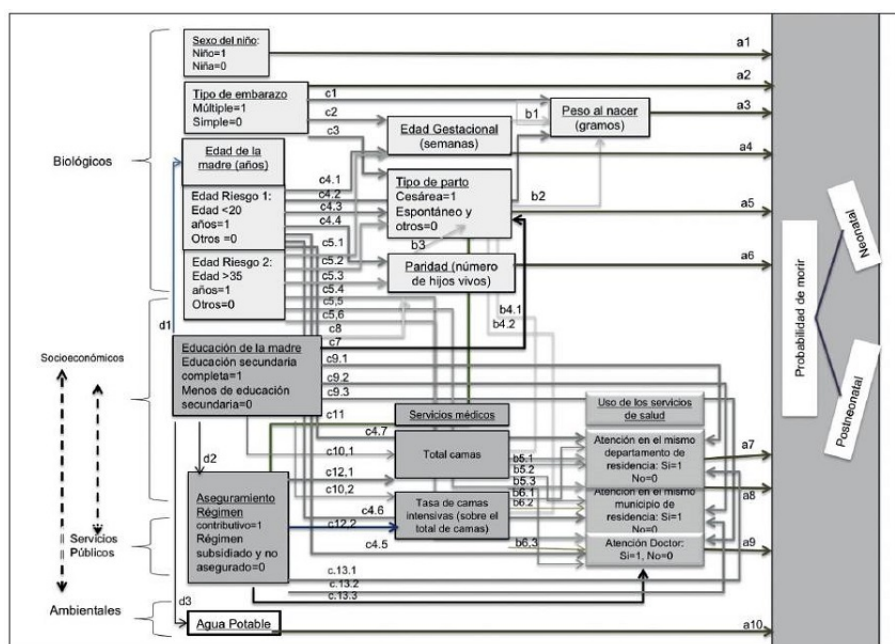 Sexo del niño:
Niño=1
Niña=0
a1
a2
Tipo de embarazo
Múltiple=1
Simple=0
c1
c2
c3
b1
Peso al nacer
(gramos)
a3
Edad Gestacional
(semanas)
a4
Biológicos
Edad de la
madre (años)
Edad Riesgo 1:
Edad <20
años=1
Otros =0
c4.1
c4.2
c4.3
c4.4
c5.1
Tipo de parto
Cesárea=1
Espontáneo y
otros=0
b2
a5
b3
Edad Riesgo 2:
Edad >35
años=1
Otros=0
c5.2
c5.3
c5.4
c5,5
c5,6
Paridad (número
de hijos vivos)
a6
b4.1
b4.2
d1
c8
c7
Socioeconómicos
Educación de la madre
Educación secundaria
completa=1
Menos de educación
secundaria=0
c9.1
c9.2
c9.3
c11
Servicios médicos
Uso de los servicios
de salud
c4.7
c10,1
Total camas
Atención en el mismo
departamento de
residencia: Si=1
No=0
a7
d2
c12,1
c10,2
b5.1
b5.2
b5.3
b6.1
b6.2
a8
Aseguramiento
Régimen
contributivo=1
Régimen
subsidiado y no
asegurado=0
c4.6
c12,2
c4.5
Tasa de camas
intensivas (sobre el
total de camas)
Atención en el mismo
municipio de
residencia: Si=1
No=0
b6,3
Atención Doctor:
Si=1, No=0
a9
Servicios
Públicos
c.13.1
c.13.2
c.13.3
Ambientales
d3
Agua Potable
a10
Probabilidad de morir
Neonatal
Postneonatal